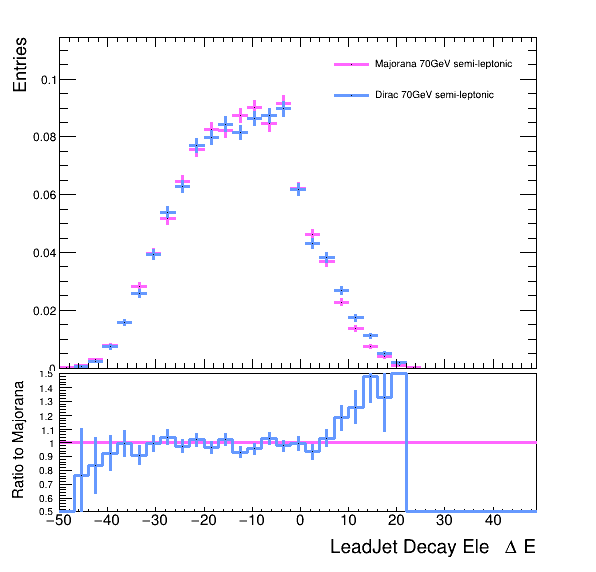 Entries
0.1
0.08
0.06
0.04
0.02
0
Majorana 70GeV semi-leptonic
Dirac 70GeV semi-leptonic
Ratio to Majorana
1.5
1.4
1.3
1.2
1.1
1
0.9
0.8
0.7
0.6
0.5
−50 −40 −30 −20 −10 0 10 20 30 40
LeadJet Decay Ele Δ E